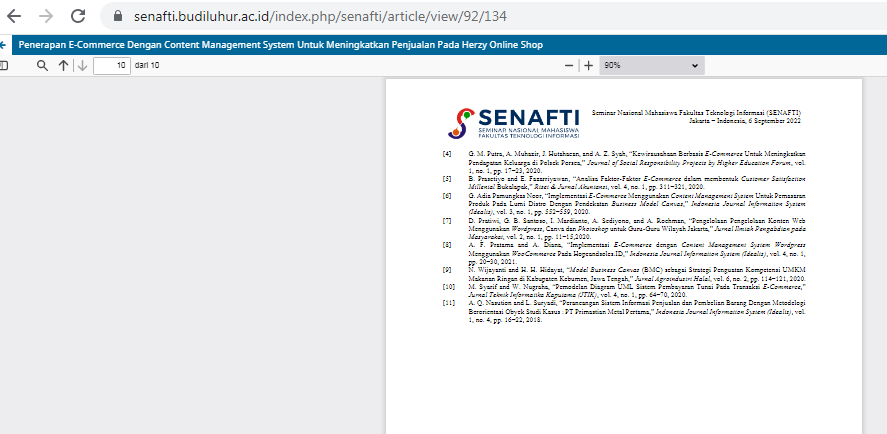 senafti.budiluhur.ac.id/index.php/senafti/article/view/92/134
Penerapan E-Commerce Dengan Content Management System Untuk Meningkatkan Penjualan Pada Herzy Online Shop
10 dari 10
90%
SENAFTI
SEMINAR NASIONAL MAHASISWA
FAKULTAS TEKNOLOGI INFORMASI
Seminar Nasional Mahasiswa Fakultas Teknologi Informasi (SENAFTI)
Jakarta – Indonesia, 6 September 2022
[4] G. M. Putra, A. Muhazir, J. Hutahaean, and A. Z. Syah, “Kewirausahaan Berbasis E-Commerce Untuk Meningkatkan
Pendapatan Keluarga di Polsek Porsea,” Journal of Social Responsibility Projects by Higher Education Forum, vol.
1, no. 1, pp. 17–23, 2020.
[5] B. Prasetiyo and E. Fazarriyawan, “Analisa Faktor-Faktor E-Commerce dalam membentuk Customer Satisfaction
Millenial Bukalapak,” Riset & Jurnal Akuntansi, vol. 4, no. 1, pp. 311–321, 2020.
[6] G. Adia Pamungkas Noor, “Implementasi E-Commerce Menggunakan Content Management System Untuk Pemasaran
Produk Pada Lumi Distro Dengan Pendekatan Business Model Canvas,” Indonesia Journal Information System
(Idealis), vol. 3, no. 1, pp. 552–559, 2020.
[7] D. Pratiwi, G. B. Santoso, I. Mardianto, A. Sediyono, and A. Rochman, “Pengelolaan Pengelolaan Konten Web
Menggunakan Wordpress, Canva dan Photoshop untuk Guru-Guru Wilayah Jakarta,” Jurnal Ilmiah Pengabdian pada
Masyarakat, vol. 2, no. 1, pp. 11–15,2020.
[8] A. F. Pratama and A. Diana, “Implementasi E-Commerce dengan Content Management System Wordpress
Menggunakan WooCommerce Pada Indonesia Journal Information System (Idealis), vol. 4, no. 1,
pp. 20–30, 2021.
[9] N. Wijayanti and H. H. Hidayat, “Model Business Canvas (BMC) sebagai Strategi Penguatan Kompetensi UMKM
Makanan Ringan di Kabupaten Kebumen, Jawa Tengah,” Jurnal Agroindustri Halal, vol. 6, no. 2, pp. 114–121, 2020.
[10] M. Syarif and W. Nugraha, “Pemodelan Diagram UML Sistem Pembayaran Tunai Pada Transaksi E-Commerce,”
Jurnal Teknik Informatika Kaputama (JTIK), vol. 4, no. 1, pp. 64–70, 2020.
[11] A. Q. Nasution and L. Suryadi, “Perancangan Sistem Informasi Penjualan dan Pembelian Barang Dengan Metodelogi
Berorientasi Obyek Studi Kasus : PT Primastian Metal Pertama,” Indonesia Journal Information System (Idealis), vol.
1, no. 4, pp. 16–22, 2018.